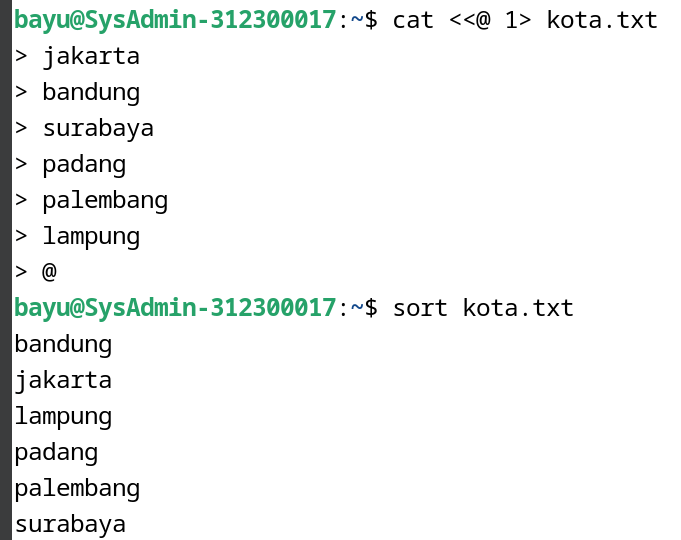 bayu@SysAdmin-312300017:~$ cat <<@ 1> kota.txt
> jakarta
> bandung
> surabaya
> padang
> palembang
> lampung
> @
bayu@SysAdmin-312300017:~$ sort kota.txt
bandung
jakarta
lampung
padang
palembang
surabaya